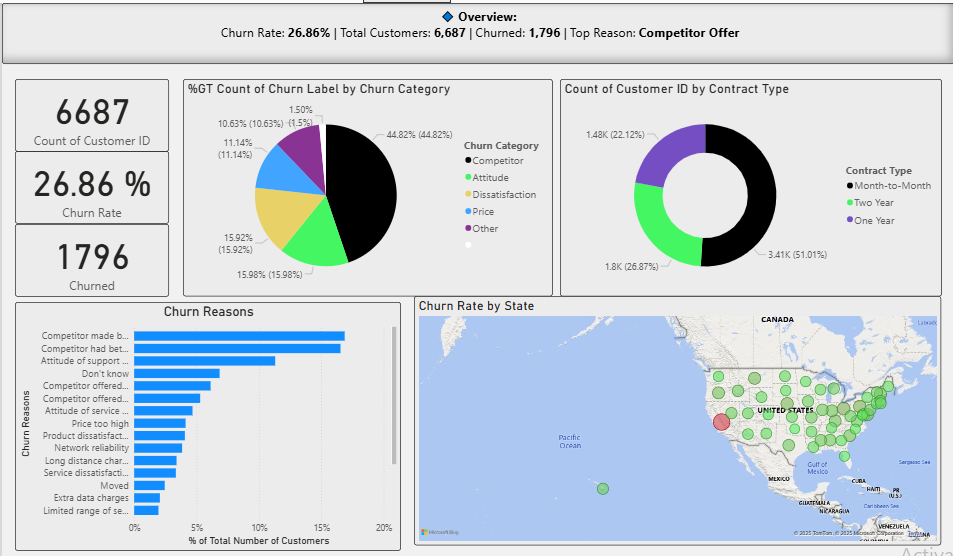 Overview:
Churn Rate: 26.86% | Total Customers: 6,687 | Churned: 1,796 | Top Reason: Competitor Offer
6687
Count of Customer ID
26.86 %
Churn Rate
1796
Churned
%GT Count of Churn Label by Churn Category
1.50%
(1.5%)
10.63% (10.63%)
11.14%
(11.14%)
15.92%
(15.92%)
15.98% (15.98%)
44.82% (44.82%)
Churn Category
Competitor
Attitude
Dissatisfaction
Price
Other
Count of Customer ID by Contract Type
1.48K (22.12%)
1.8K (26.87%)
3.41K (51.01%)
Contract Type
Month-to-Month
Two Year
One Year
Churn Reasons
Churn Reasons
Competitor made b...
Competitor had bet...
Attitude of support ...
Don't know
Competitor offered...
Competitor offered...
Attitude of service ...
Price too high
Product dissatisfact...
Network reliability
Long distance char...
Service dissatisfacti...
Moved
Extra data charges
Limited range of se...
0% 5% 10% 15% 20%
% of Total Number of Customers
Churn Rate by State
CANADA
UNITED STATES
Pacific
Ocean
MEXICO
Gulf of
Mexico
CUBA
HAITI
PR
(U.S.)
Sargasso Sea
GUATEMALA
Caribbean Sea
NICARAGUA
VENEZUELA
Microsoft Bing
© 2025 TomTom, © 2025 Microsoft Corporation